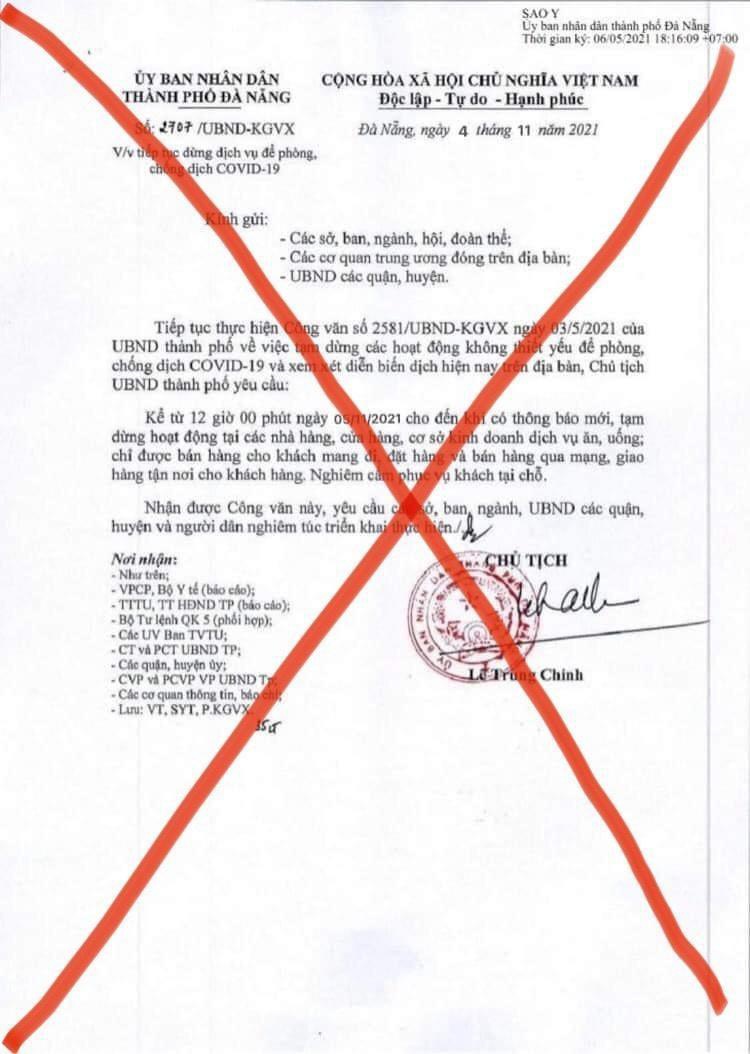 SAO Y
Ủy ban nhân dân thành phố Đà Nẵng
Thời gian ký: 06/05/2021 18:16:09 +07:00
ỦY BAN NHÂN DÂN
THÀNH PHỐ ĐÀ NẴNG
CỘNG HÒA XÃ HỘI CHỦ NGHĨA VIỆT NAM
Độc lập - Tự do - Hạnh phúc
Số: 2707 /UBND-KGVX
Đà Nẵng, ngày 4 tháng 11 năm 2021
V/v tiếp tục dừng dịch vụ để phòng,
chống dịch COVID-19
Kính gửi:
- Các sở, ban, ngành, hội, đoàn thể;
- Các cơ quan trung ương đóng trên địa bàn;
- UBND các quận, huyện.
Tiếp tục thực hiện Công văn số 2581/UBND-KGVX ngày 03/5/2021 của
UBND thành phố về việc tạm dừng các hoạt động không thiết yếu để phòng,
chống dịch COVID-19 và xem xét diễn biến dịch hiện nay trên địa bàn, Chủ tịch
UBND thành phố yêu cầu:
Kể từ 12 giờ 00 phút ngày 05/11/2021 cho đến khi có thông báo mới, tạm
dừng hoạt động tại các nhà hàng, cửa hàng, cơ sở kinh doanh dịch vụ ăn, uống;
chỉ được bán hàng cho khách mang đi, đặt hàng và bán hàng qua mạng, giao
hàng tận nơi cho khách hàng. Nghiêm cấm phục vụ khách tại chỗ.
Nhận được Công văn này, yêu cầu các sở, ban, ngành, UBND các quận,
huyện và người dân nghiêm túc triển khai thực hiện./.
Nơi nhận:
- Như trên;
- VPCP, Bộ Y tế (báo cáo);
- TTTU, TT HĐND TP (báo cáo);
- Bộ Tư lệnh QK 5 (phối hợp);
- Các UV Ban TVTU;
- CT và PCT UBND TP;
- Các quận, huyện ủy;
- CVP và PCVP VP UBND TP;
- Các cơ quan thông tin, báo chí;
- Lưu: VT, SYT, P.KGVX.
CHỦ TỊCH
Lê Trung Chinh